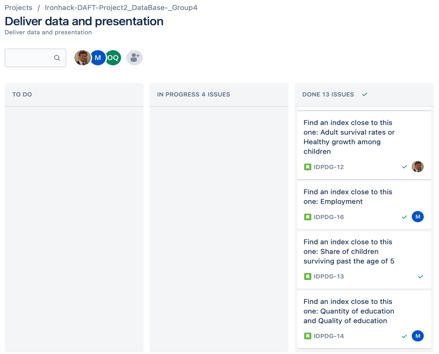 Projects / Ironhack-DAFT-Project2_DataBase-_Group4
Deliver data and presentation
Deliver data and presentation
M
OQ
TO DO
IN PROGRESS 4 ISSUES
DONE 13 ISSUES
Find an index close to this
one: Adult survival rates or
Healthy growth among
children
IDPDG-12
Find an index close to this
one: Employment
IDPDG-16
M
Find an index close to this
one: Share of children
surviving past the age of 5
IDPDG-13
Find an index close to this
one: Quantity of education
and Quality of education
IDPDG-14
M